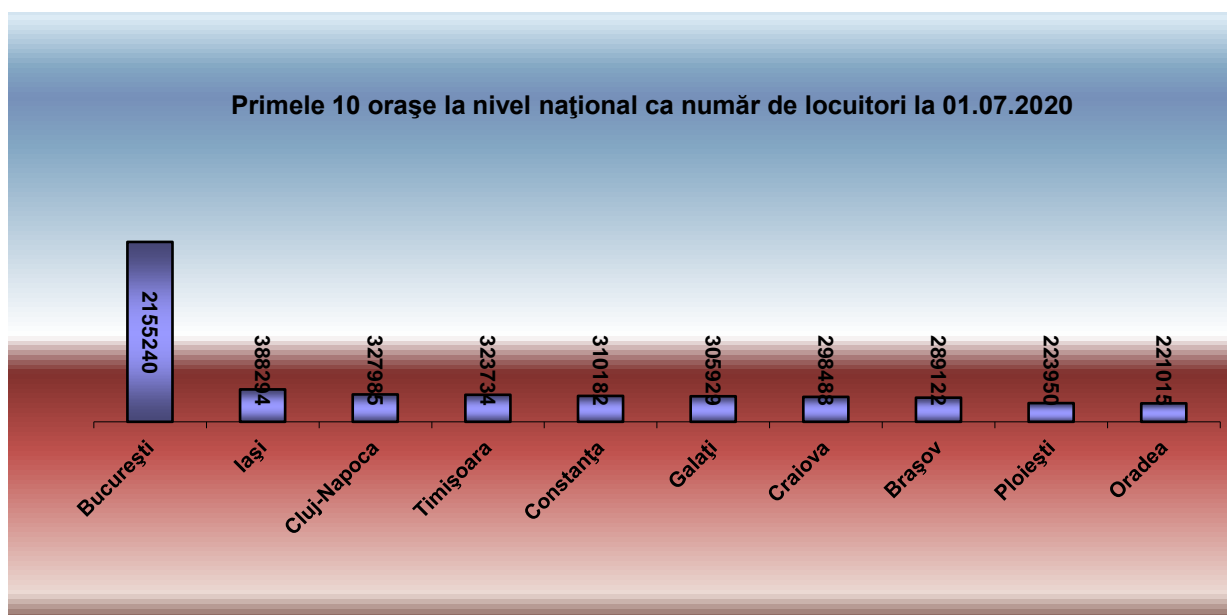 Primele 10 oraşe la nivel naţional ca număr de locuitori la 01.07.2020
2155240
388294
327985
323734
310182
305929
298488
289122
223950
221015
Bucureşti
Iaşi
Cluj-Napoca
Timişoara
Constanţa
Galaţi
Craiova
Braşov
Ploieşti
Oradea